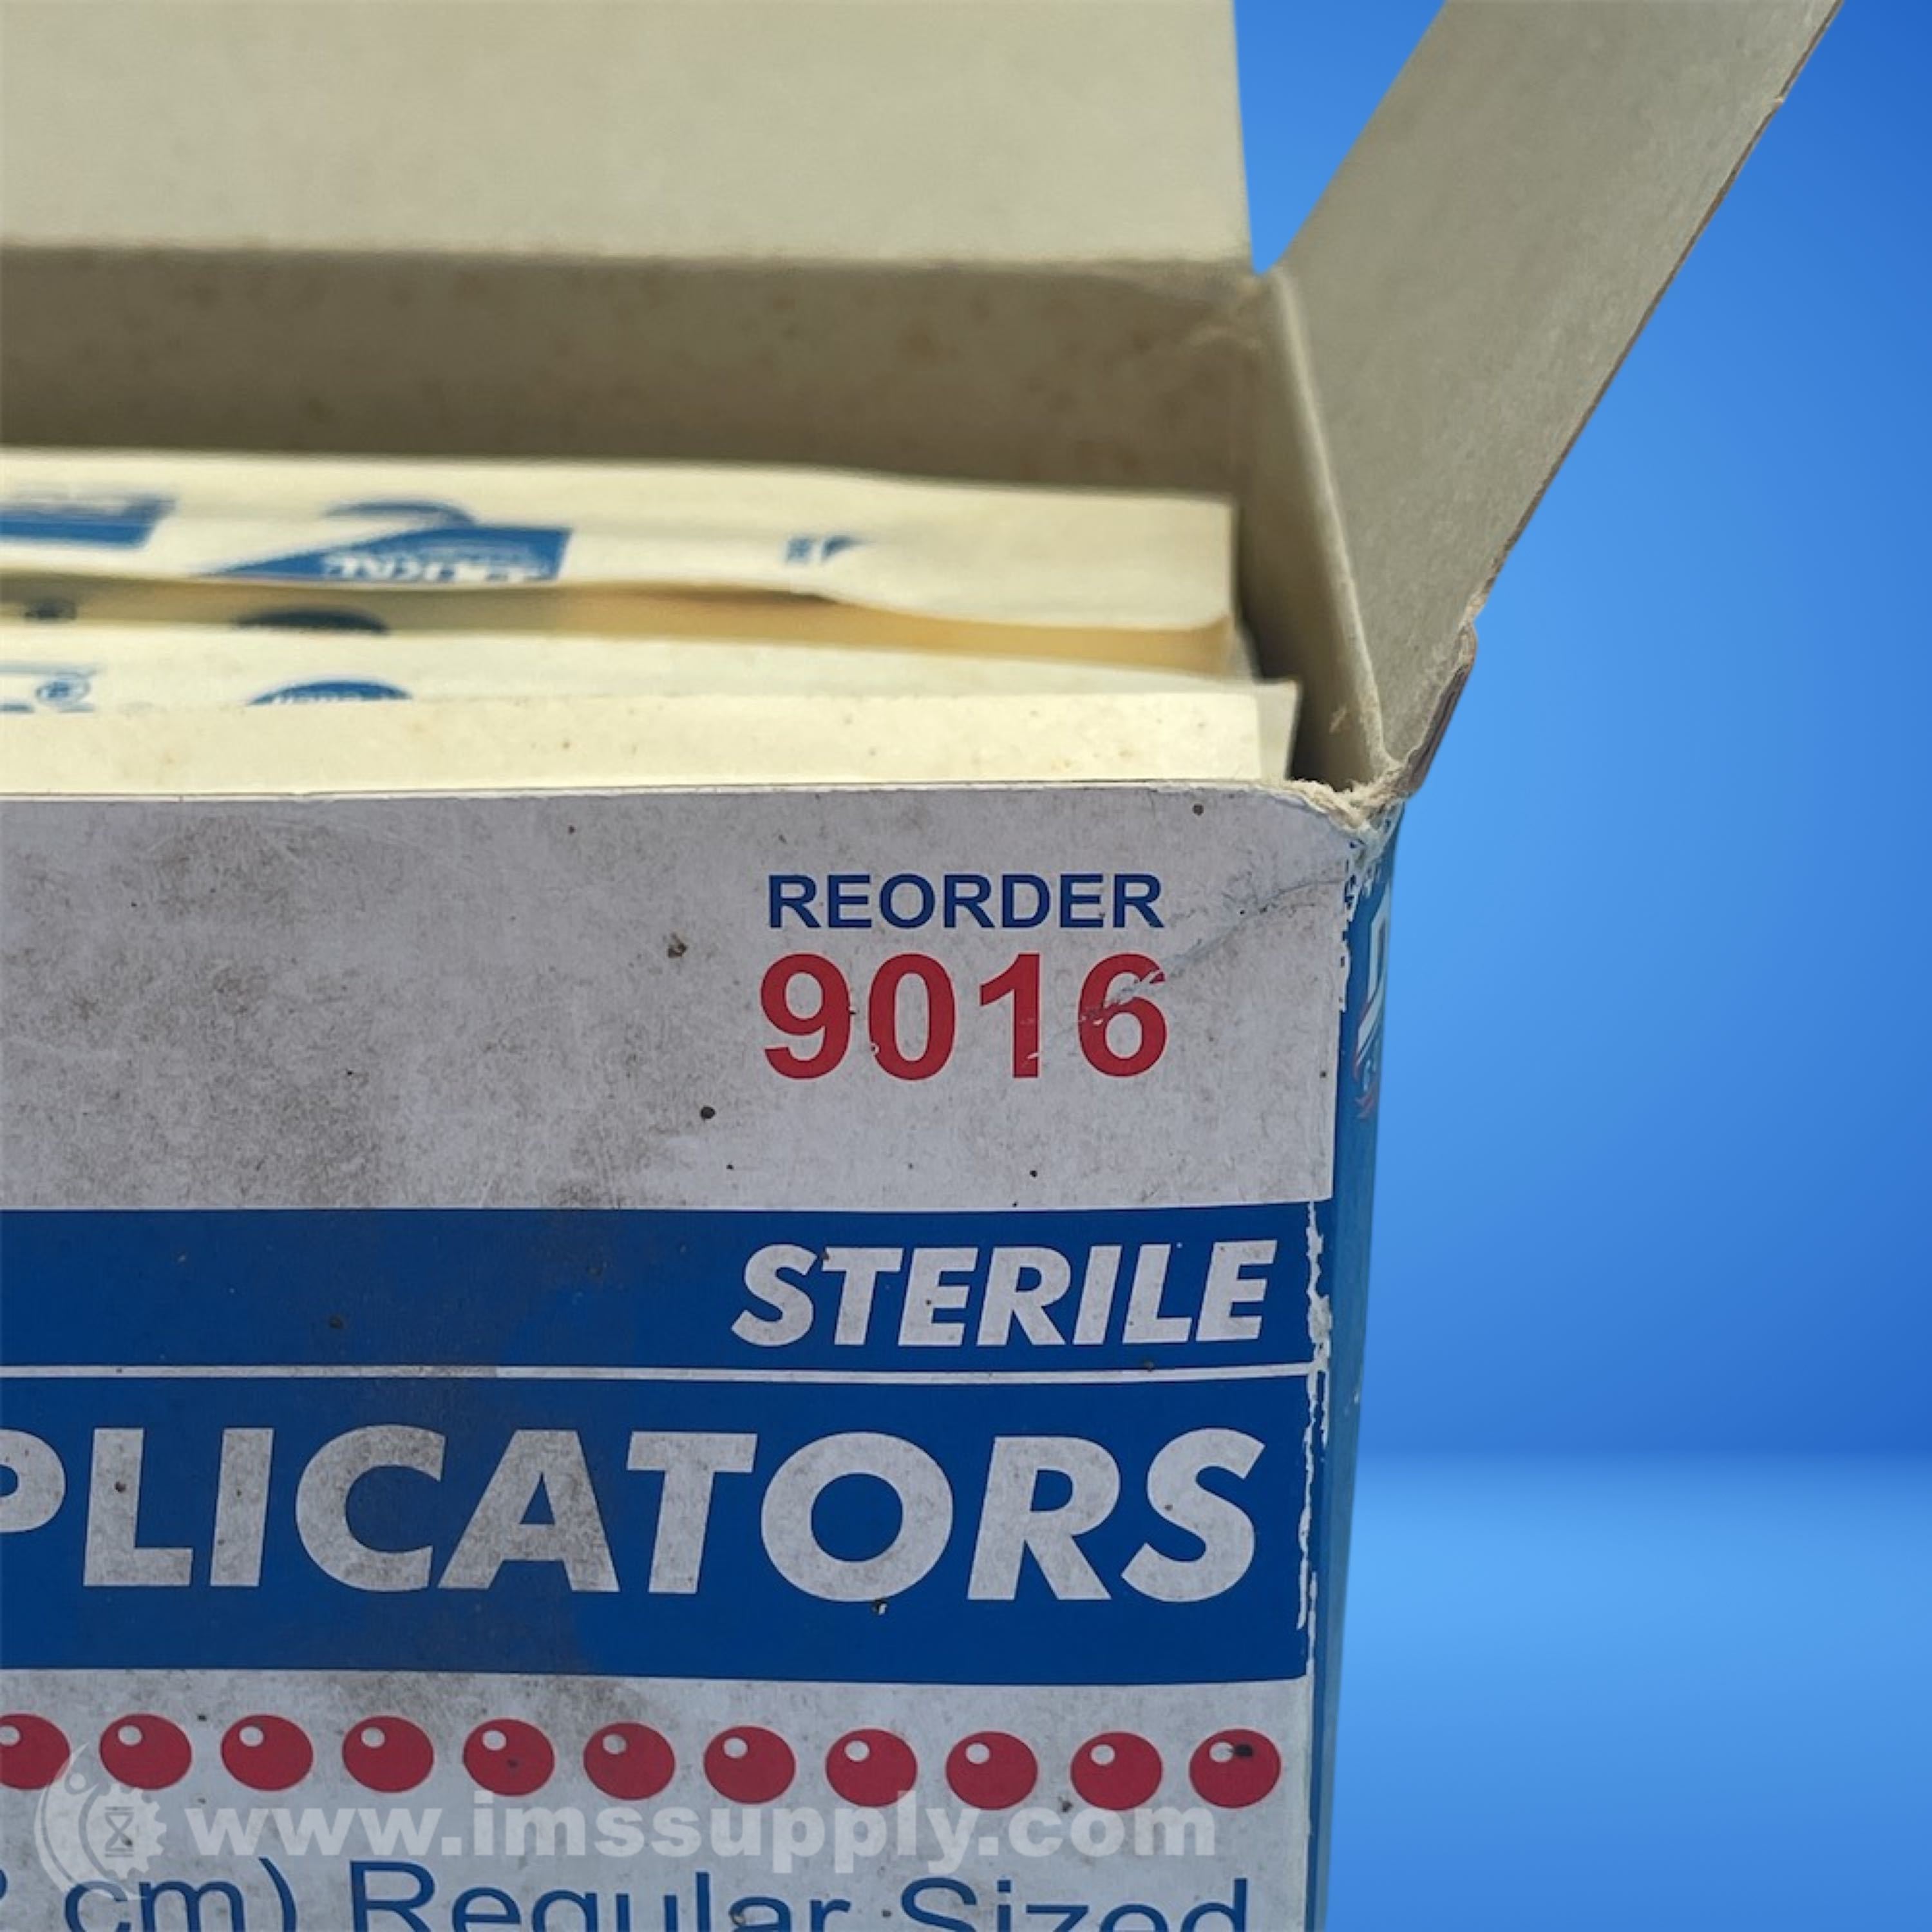 REORDER
9016
STERILE
PLICATORS
www.imssupply.com
cm) Regular Sized